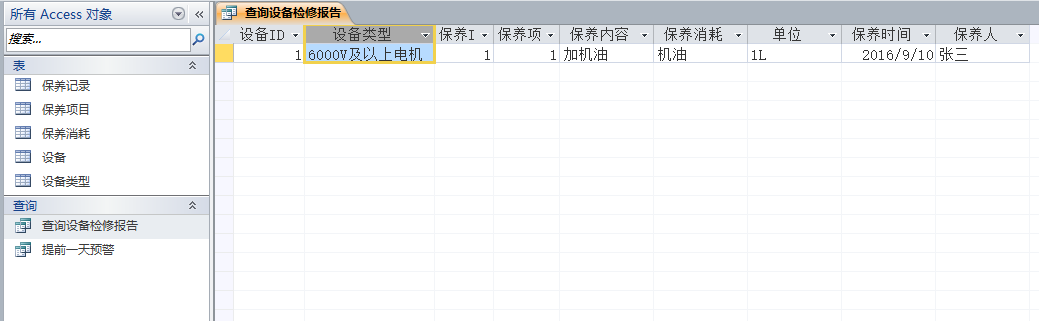 所有 Access 对象
搜索...
表
保养记录
保养项目
保养消耗
设备
设备类型
查询
查询设备检修报告
提前一天预警
查询设备检修报告
设备ID 设备类型 保养I 保养项 保养内容 保养消耗 单位 保养时间 保养人
1 6000V及以上电机 1 1 加机油 机油 1L 2016/9/10 张三